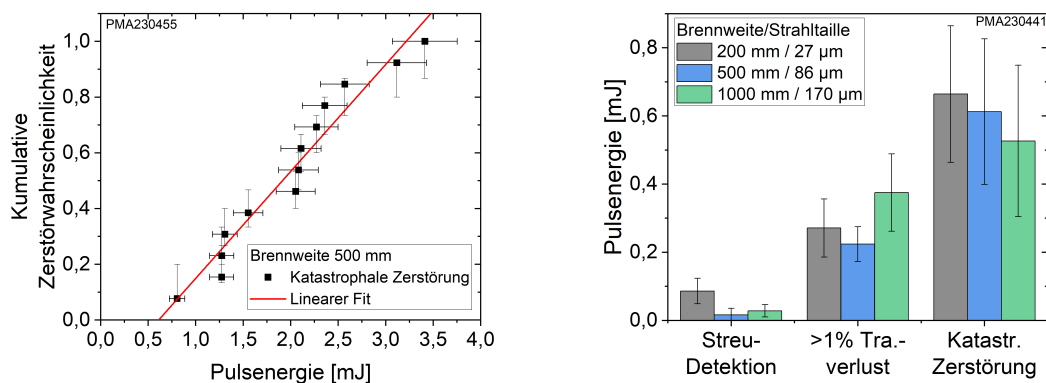 PMA230455
Kumulative
Zerstörwahrscheinlichkeit
1,0
0,8
0,6
0,4
0,2
0,0
Brennweite 500 mm
Katastrophale Zerstörung
Linearer Fit
0,0 0,5 1,0 1,5 2,0 2,5 3,0 3,5 4,0
Pulsenergie [mJ]
PMA230441
Brennweite/Strahltaille
200 mm / 27 µm
500 mm / 86 µm
1000 mm / 170 µm
Pulsenergie [mJ]
0,8
0,6
0,4
0,2
0,0
Streu-
Detektion
>1% Tra.-
verlust
Katastr.
Zerstörung